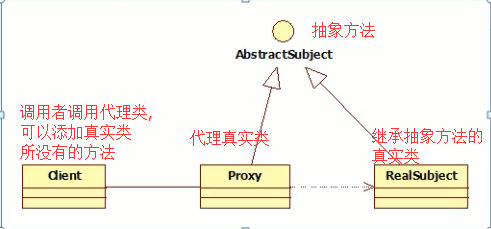 抽象方法
AbstractSubject
调用者调用代理类,
可以添加真实类
所没有的方法
代理真实类
继承抽象方法的
真实类
Client
Proxy
RealSubject